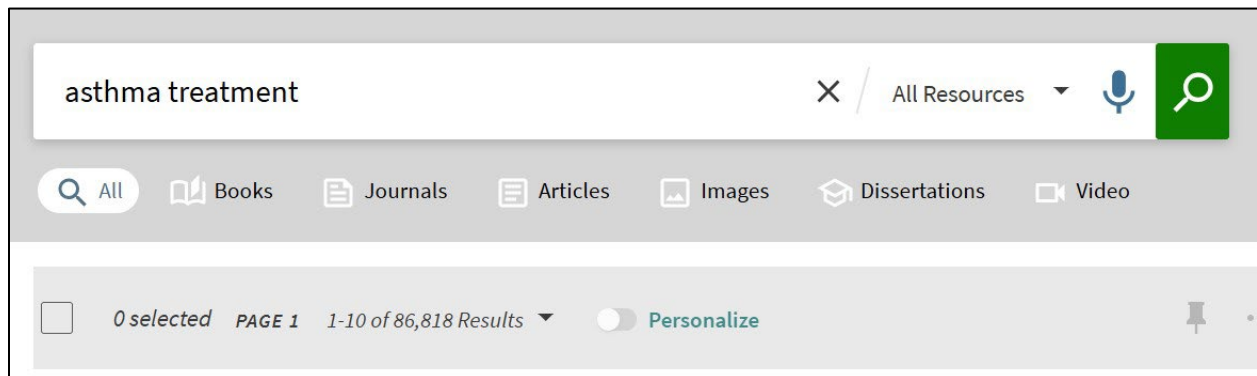 asthma treatment All Resources
All Books Journals Articles Images Dissertations Video
0 selected PAGE 1 1-10 of 86,818 Results Personalize